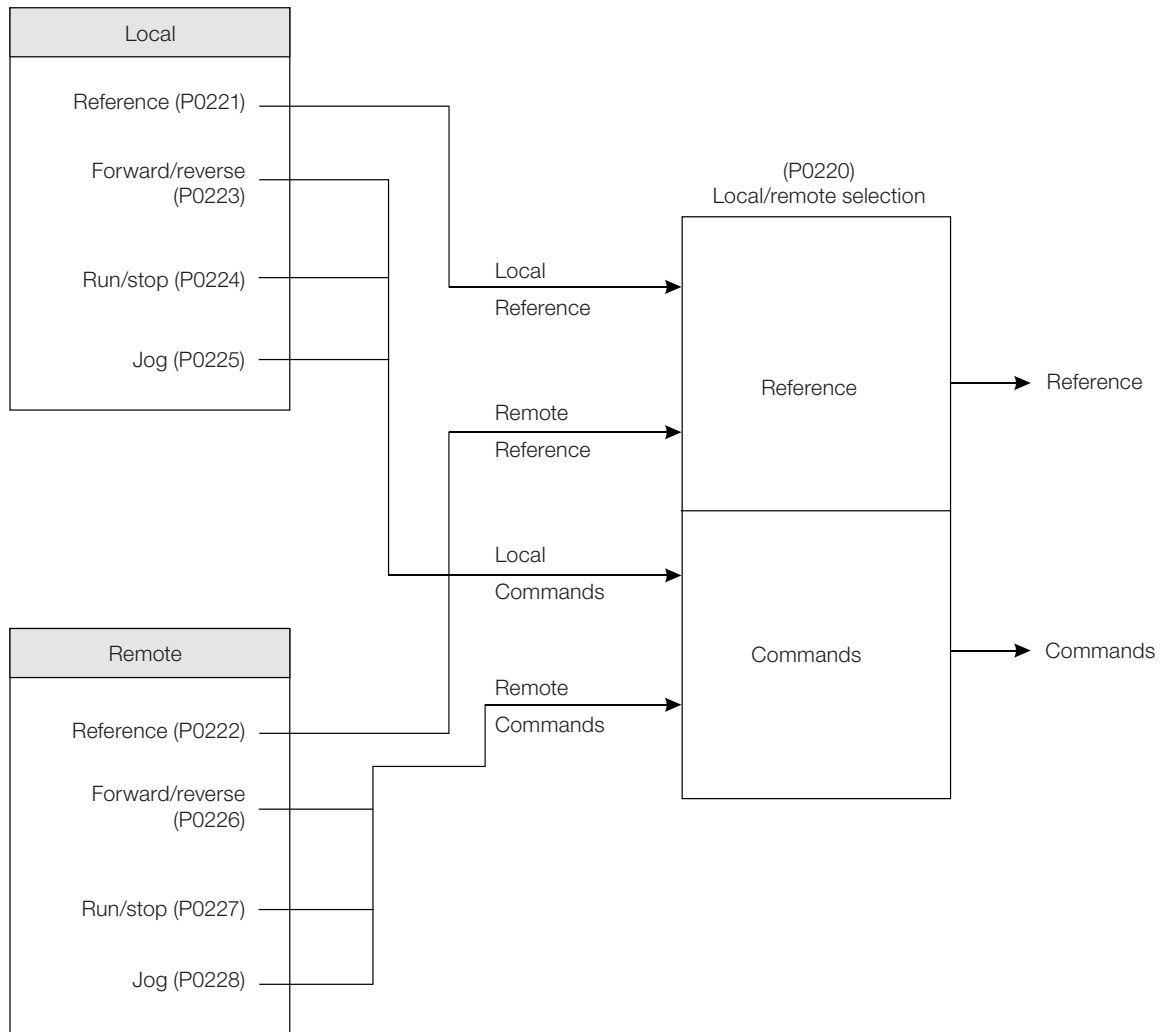 Local
Reference (P0221)
Forward/reverse
(P0223)
Run/stop (P0224)
Jog (P0225)
(P0220)
Local/remote selection
Local
Reference
Remote
Reference
Reference
Reference
Local
Commands
Remote
Commands
Commands
Commands
Remote
Reference (P0222)
Forward/reverse
(P0226)
Run/stop (P0227)
Jog (P0228)